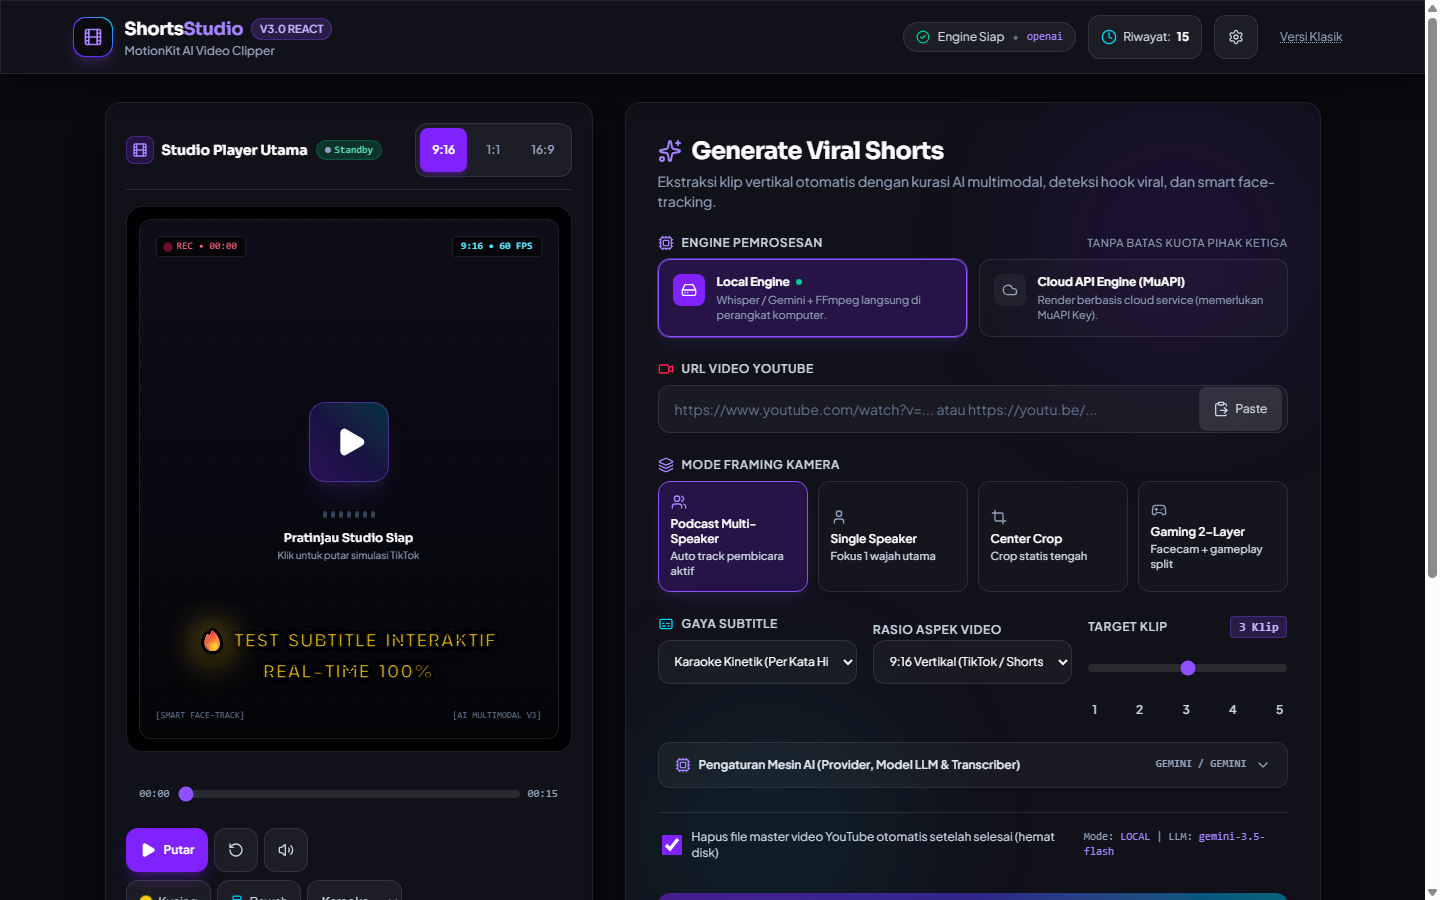 ShortsStudio V3.0 REACT
MotionKit AI Video Clipper
Engine Siap • openai
Riwayat: 15
Versi Klasik
Studio Player Utama
Standby
9:16 1:1 16:9
REC • 00:00
9:16 • 60 FPS
Pratinjau Studio Siap
Klik untuk putar simulasi TikTok
🔥 TEST SUBTITLE INTERAKTIF
REAL-TIME 100%
[SMART FACE-TRACK]
[AI MULTIMODAL V3]
00:00
00:15
Putar
Generate Viral Shorts
Ekstraksi klip vertikal otomatis dengan kurasi AI multimodal, deteksi hook viral, dan smart face-
tracking.
ENGINE PEMROSESAN
TANPA BATAS KUOTA PIHAK KETIGA
Local Engine
Whisper / Gemini + FFmpeg langsung di
perangkat komputer.
Cloud API Engine (MuAPI)
Render berbasis cloud service (memerlukan
MuAPI Key).
URL VIDEO YOUTUBE
https://www.youtube.com/watch?v=... atau https://youtu.be/...
Paste
MODE FRAMING KAMERA
Podcast Multi-
Speaker
Auto track pembicara
aktif
Single Speaker
Fokus 1 wajah utama
Center Crop
Crop statis tengah
Gaming 2-Layer
Facecam + gameplay
split
GAYA SUBTITLE
Karaoke Kinetik (Per Kata Hi
RASIO ASPEK VIDEO
9:16 Vertikal (TikTok / Shorts
TARGET KLIP
3 Klip
1 2 3 4 5
Pengaturan Mesin AI (Provider, Model LLM & Transcriber)
GEMINI / GEMINI
Hapus file master video YouTube otomatis setelah selesai (hemat
disk)
Mode: LOCAL | LLM: gemini-3.5-
flash